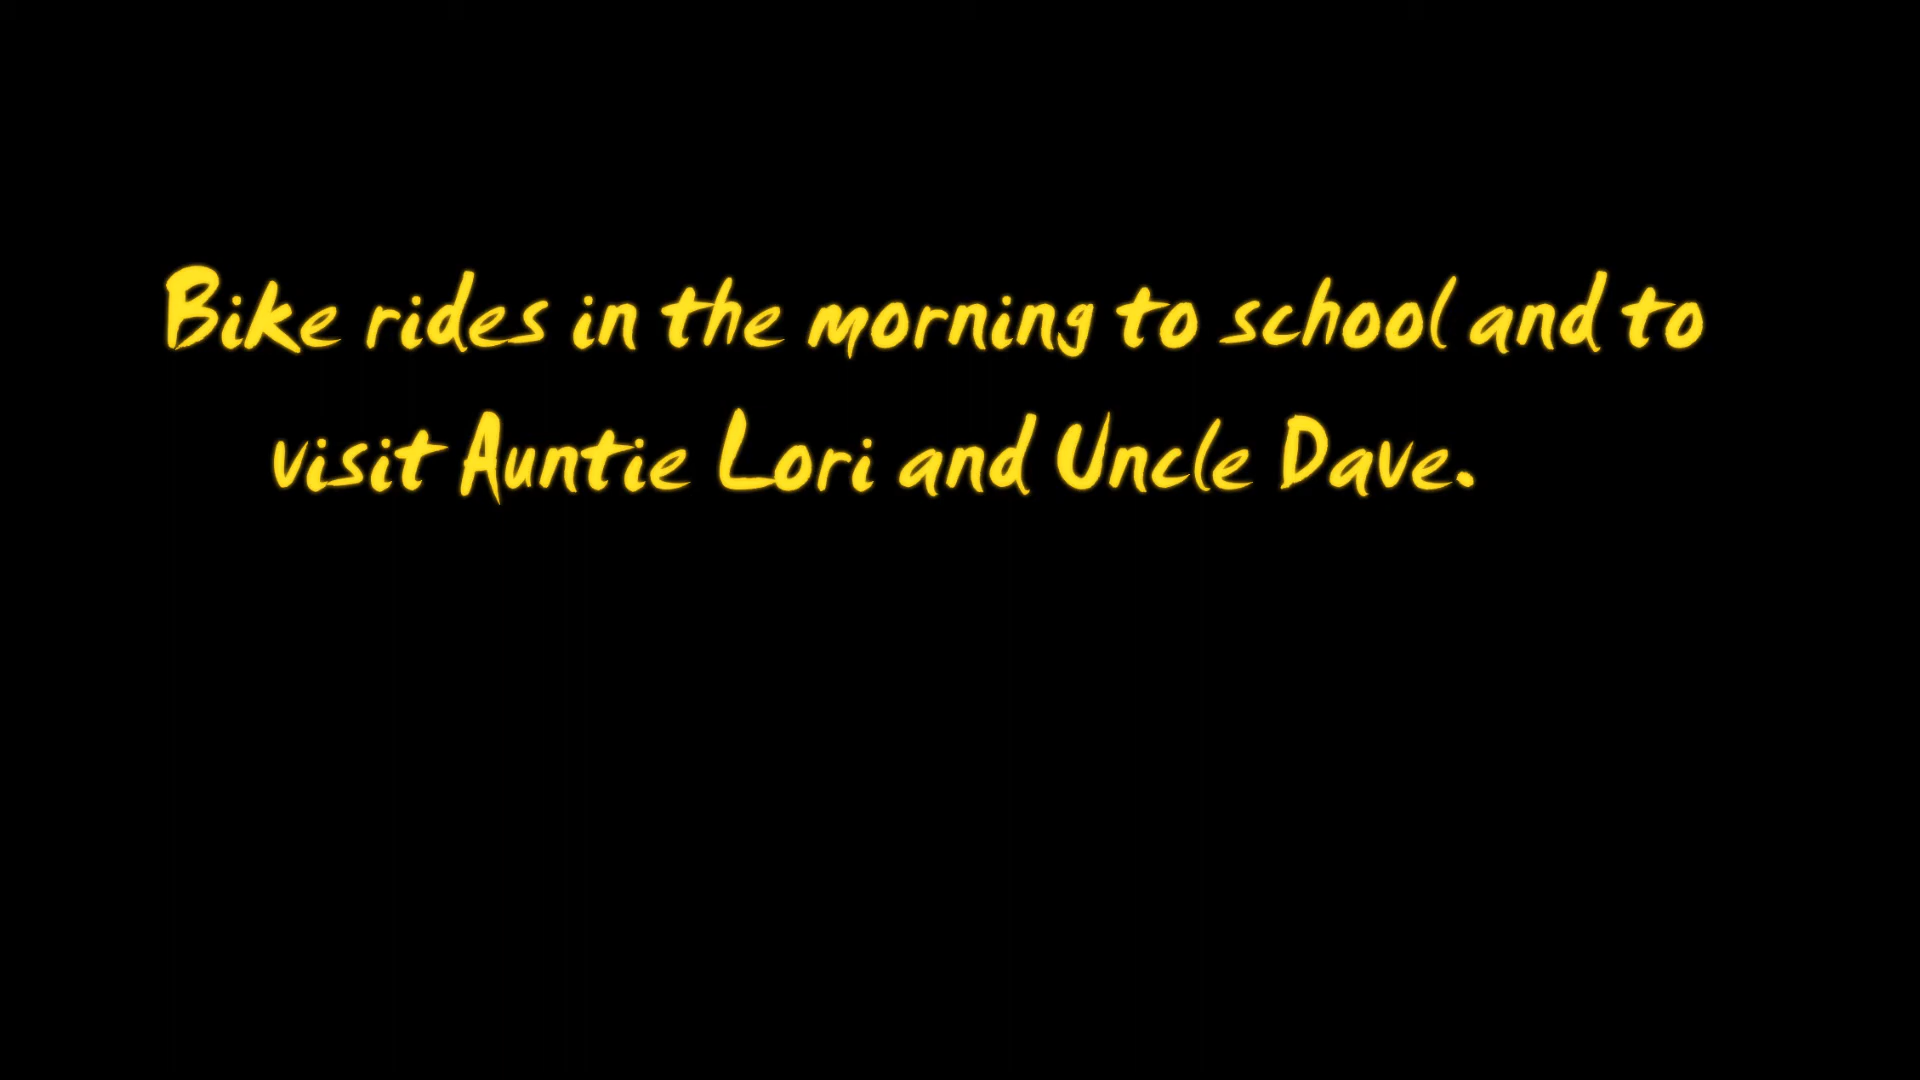 Bike rides in the morning to school and to
visit Auntie Lori and Uncle Dave.